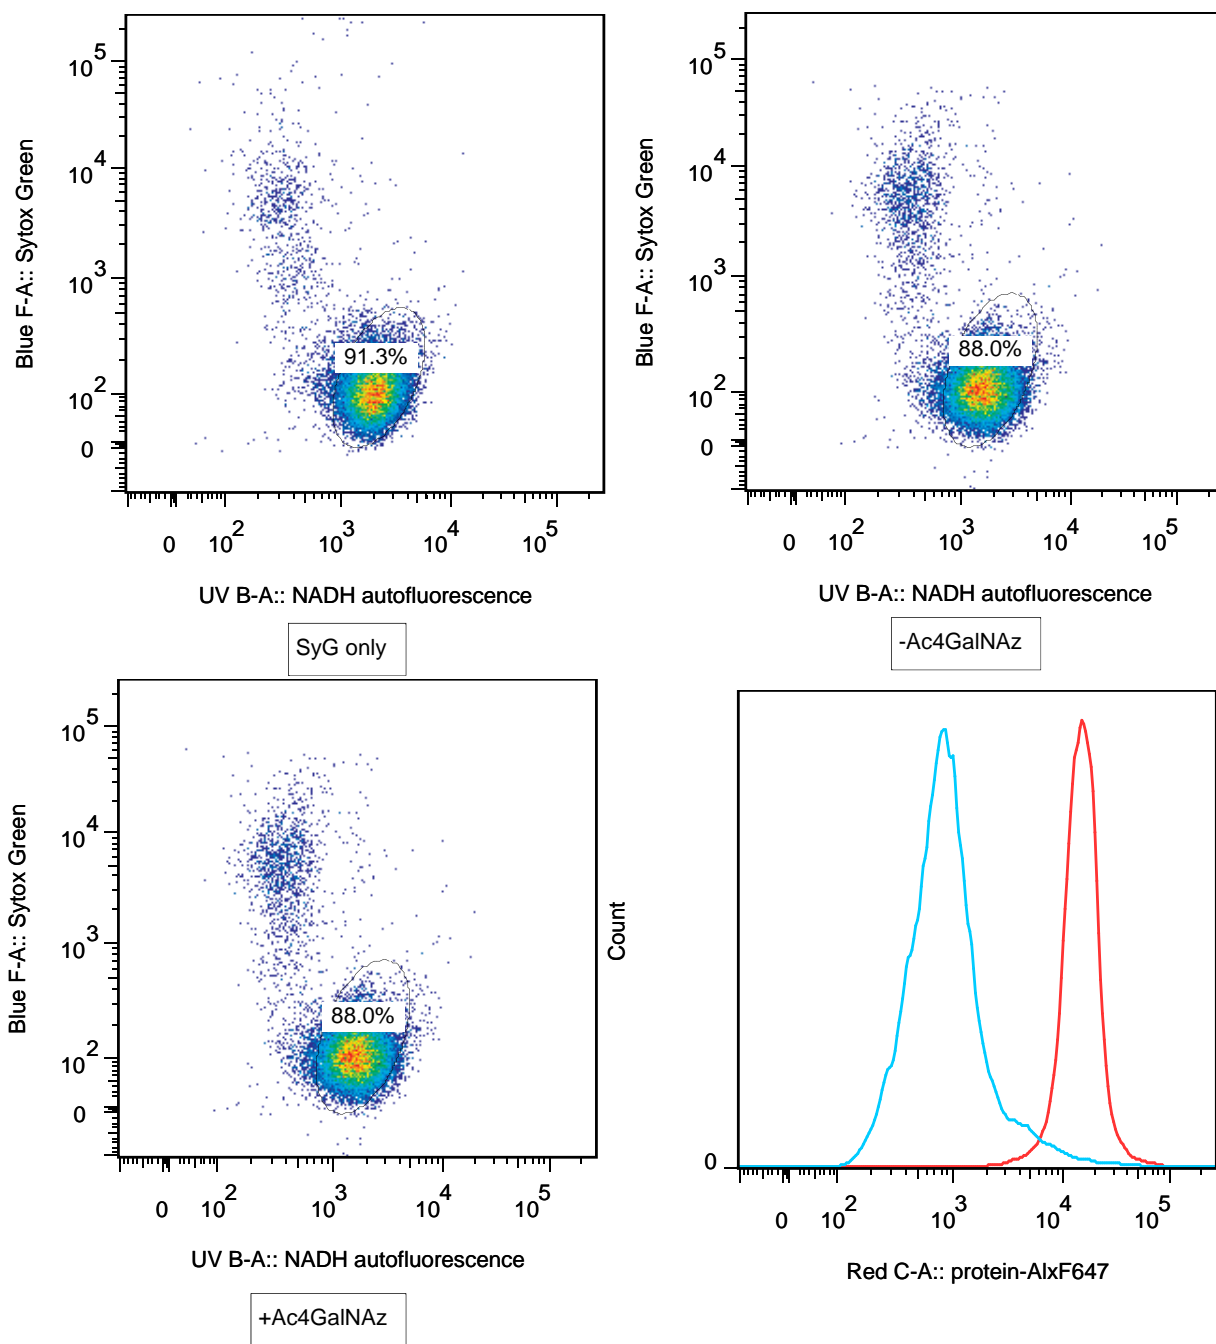 10^5
10^4
10^3
10^2
0
Blue F-A:: Sytox Green
91.3%
0 10^2 10^3 10^4 10^5
UV B-A:: NADH autofluorescence
SyG only
10^5
10^4
10^3
10^2
0
Blue F-A:: Sytox Green
88.0%
0 10^2 10^3 10^4 10^5
UV B-A:: NADH autofluorescence
-Ac4GalNAz
10^5
10^4
10^3
10^2
0
Blue F-A:: Sytox Green
88.0%
0 10^2 10^3 10^4 10^5
UV B-A:: NADH autofluorescence
+Ac4GalNAz
Count
0
0 10^2 10^3 10^4 10^5
Red C-A:: protein-AlxF647